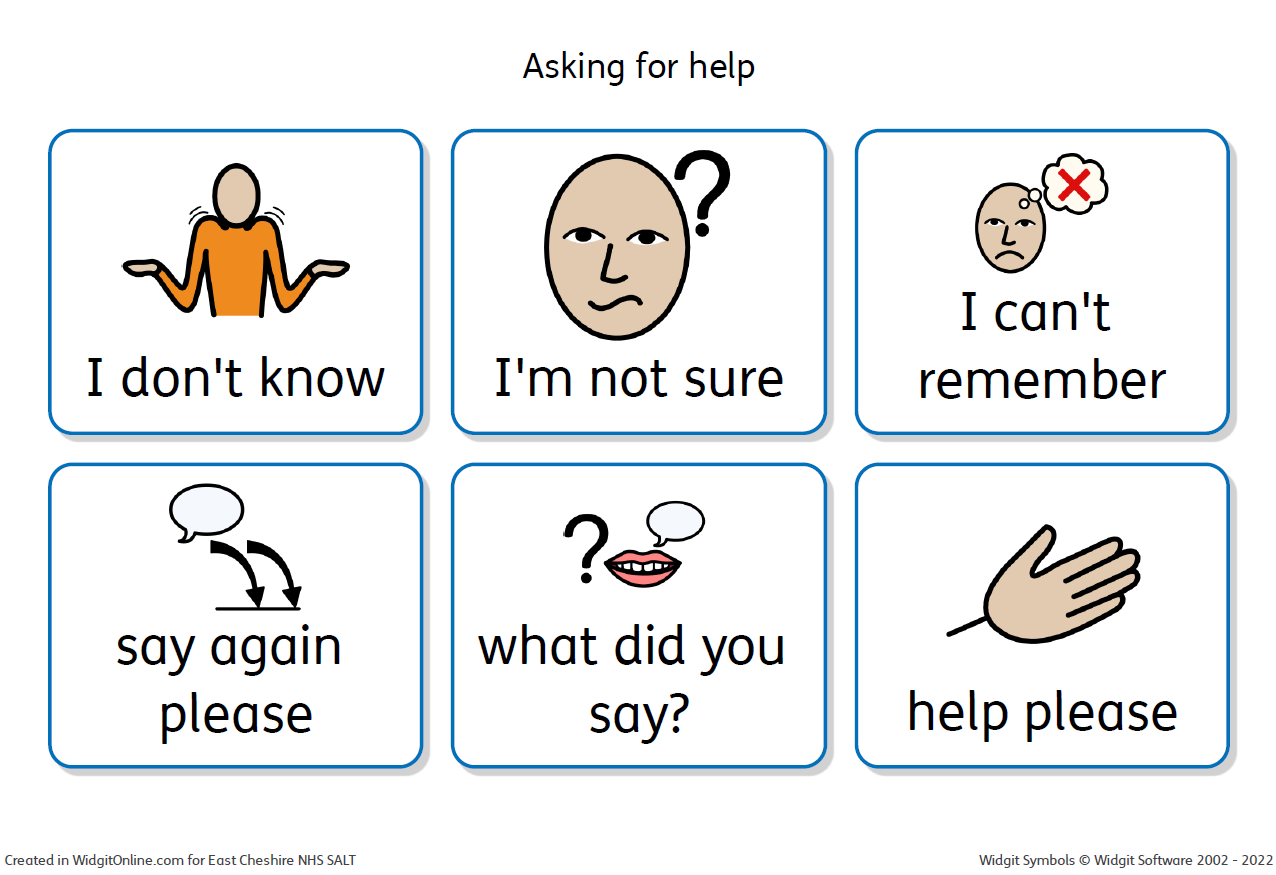 Asking for help
I don't know
I'm not sure
I can't
remember
say again
please
what did you
say?
help please
Created in WidgitOnline.com for East Cheshire NHS SALT
Widgit Symbols © Widgit Software 2002 - 2022